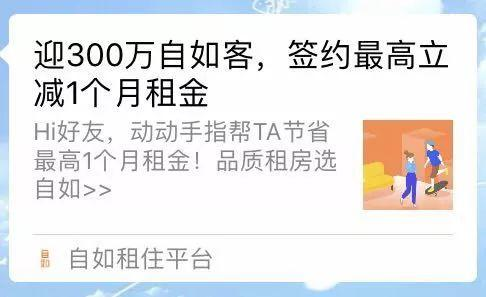 迎300万自如客，签约最高立
减1个月租金
Hi好友，动动手指帮TA节省
最高1个月租金！品质租房选
自如>>
自如
自如租住平台